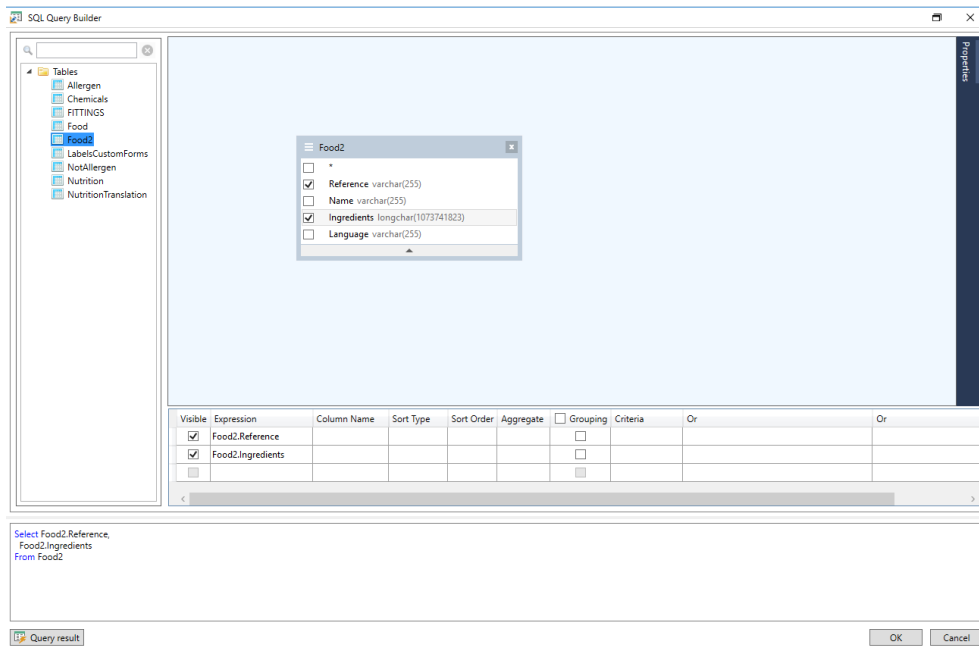 SQL Query Builder
Tables
Allergen
Chemicals
FITTINGS
Food
Food2
LabelsCustomForms
NotAllergen
Nutrition
NutritionTranslation
Food2
*
Reference varchar(255)
Name varchar(255)
Ingredients longchar(1073741823)
Language varchar(255)
Properties
Visible Expression Column Name Sort Type Sort Order Aggregate Grouping Criteria Or Or
Food2.Reference
Food2.Ingredients
Select Food2.Reference,
Food2.Ingredients
From Food2
Query result OK Cancel